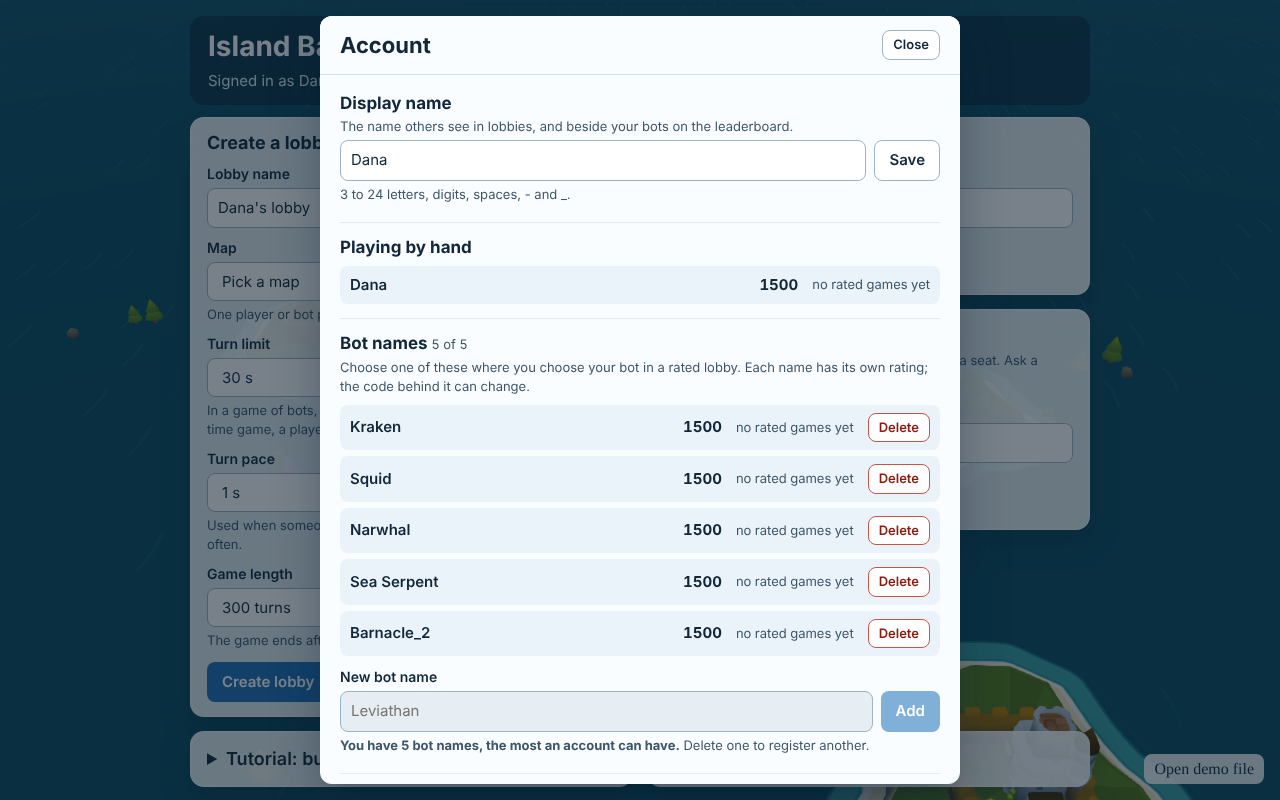 Account
Close
Display name
The name others see in lobbies, and beside your bots on the leaderboard.
Dana
Save
3 to 24 letters, digits, spaces, - and _.
Playing by hand
Dana 1500 no rated games yet
Bot names 5 of 5
Choose one of these where you choose your bot in a rated lobby. Each name has its own rating;
the code behind it can change.
Kraken 1500 no rated games yet Delete
Squid 1500 no rated games yet Delete
Narwhal 1500 no rated games yet Delete
Sea Serpent 1500 no rated games yet Delete
Barnacle_2 1500 no rated games yet Delete
New bot name
Leviathan
Add
You have 5 bot names, the most an account can have. Delete one to register another.
Island
Signed in as
Create a
Lobby name
Dana's lobby
Map
Pick a map
One player or bot
Turn limit
30 s
In a game of bots,
time game, a
Turn pace
1 s
Used when
often.
Game length
300 turns
The game ends
Create lobby
Tutorial:
a seat. Ask a
Open demo file